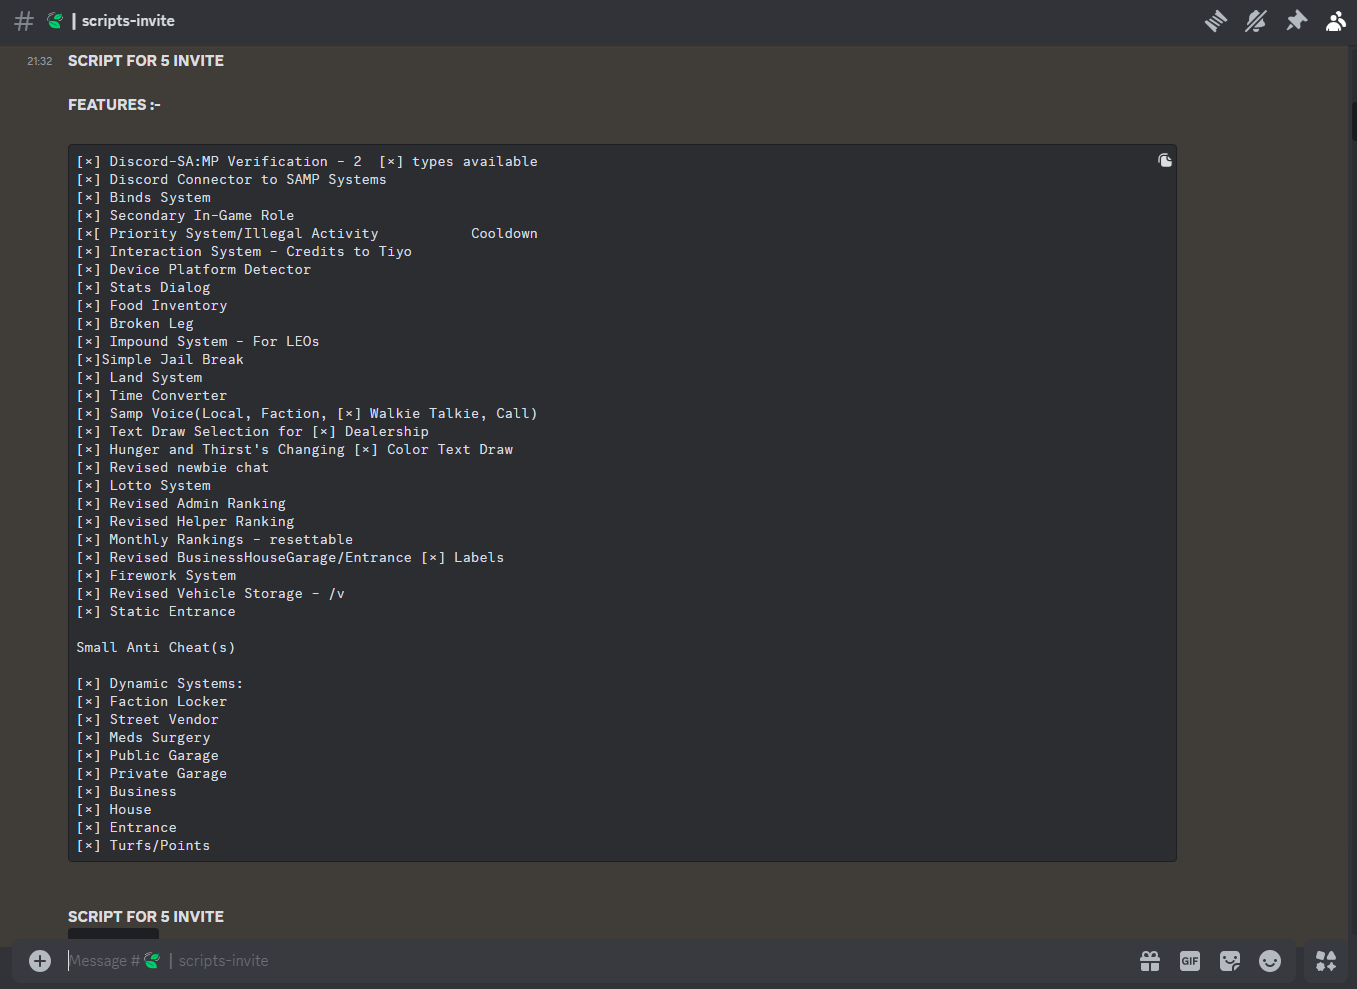 | scripts-invite
21:32 SCRIPT FOR 5 INVITE
FEATURES :-
[×] Discord-SA:MP Verification - 2  [×] types available
[×] Discord Connector to SAMP Systems
[×] Binds System
[×] Secondary In-Game Role
[×[ Priority System/Illegal Activity           Cooldown
[×] Interaction System - Credits to Tiyo
[×] Device Platform Detector
[×] Stats Dialog
[×] Food Inventory
[×] Broken Leg
[×] Impound System - For LEOs
[×]Simple Jail Break
[×] Land System
[×] Time Converter
[×] Samp Voice(Local, Faction, [×] Walkie Talkie, Call)
[×] Text Draw Selection for [×] Dealership
[×] Hunger and Thirst's Changing [×] Color Text Draw
[×] Revised newbie chat
[×] Lotto System
[×] Revised Admin Ranking
[×] Revised Helper Ranking
[×] Monthly Rankings - resettable
[×] Revised BusinessHouseGarage/Entrance [×] Labels
[×] Firework System
[×] Revised Vehicle Storage - /v
[×] Static Entrance
Small Anti Cheat(s)
[×] Dynamic Systems:
[×] Faction Locker
[×] Street Vendor
[×] Meds Surgery
[×] Public Garage
[×] Private Garage
[×] Business
[×] House
[×] Entrance
[×] Turfs/Points
SCRIPT FOR 5 INVITE
Message # | scripts-invite
GIF